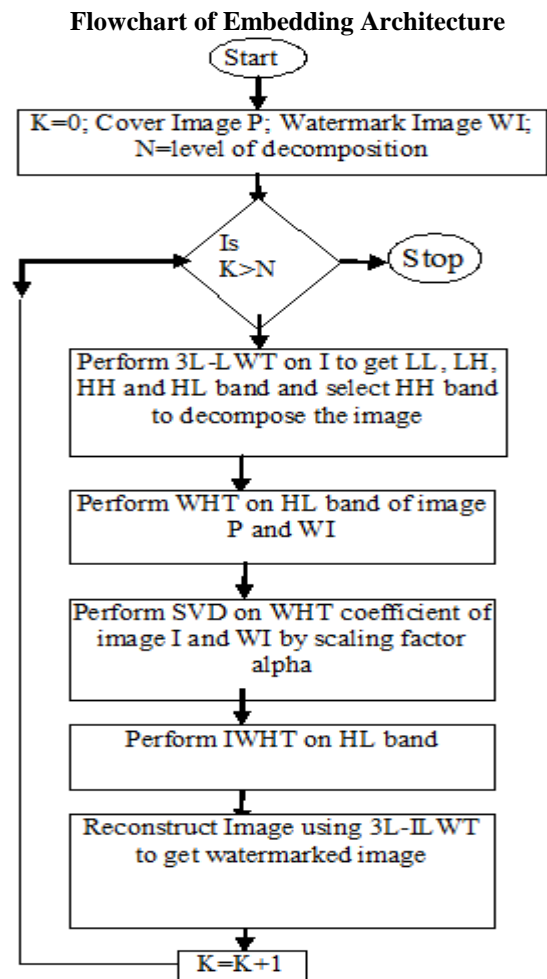 Flowchart of Embedding Architecture
Start
K=0; Cover Image P; Watermark Image WI;
N=level of decomposition
Is
K>N
Stop
Perform 3L-LWT on I to get LL, LH,
HH and HL band and select HH band
to decompose the image
Perform WHT on HL band of image
P and WI
Perform SVD on WHT coefficient of
image I and WI by scaling factor
alpha
Perform IWHT on HL band
Reconstruct Image using 3L-ILWT
to get watermarked image
K=K+1